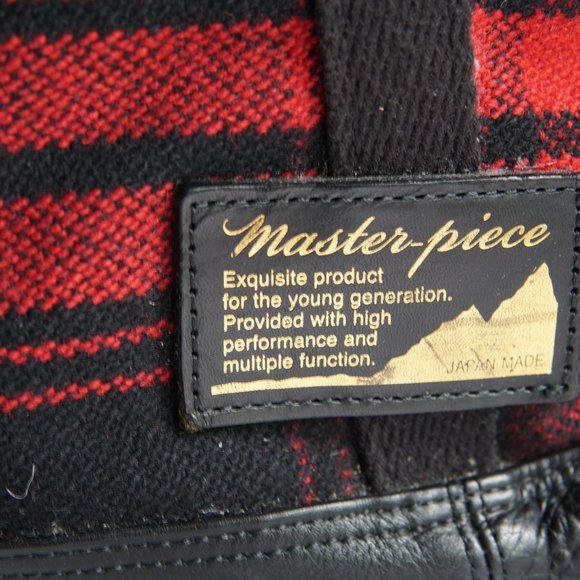 Master-piece
Exquisite product
for the young generation.
Provided with high
performance and
multiple function.
JAPAN MADE